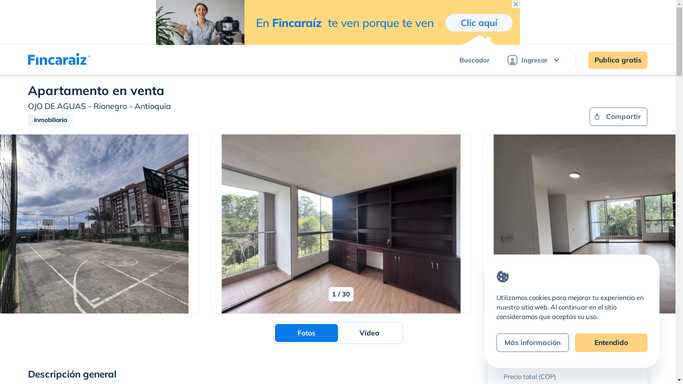 En Fincaraíz te ven porque te ven
Clic aquí
Fincaraíz
Buscador
Ingresar
Publica gratis
Apartamento en venta
OJO DE AGUAS - Rionegro - Antioquia
Inmobiliaria
Compartir
1 / 30
Utilizamos cookies para mejorar tu experiencia en
nuestro sitio web. Al continuar en el sitio
consideramos que aceptas su uso.
Más información
Entendido
Fotos
Vídeo
Descripción general
Precio total (COP)